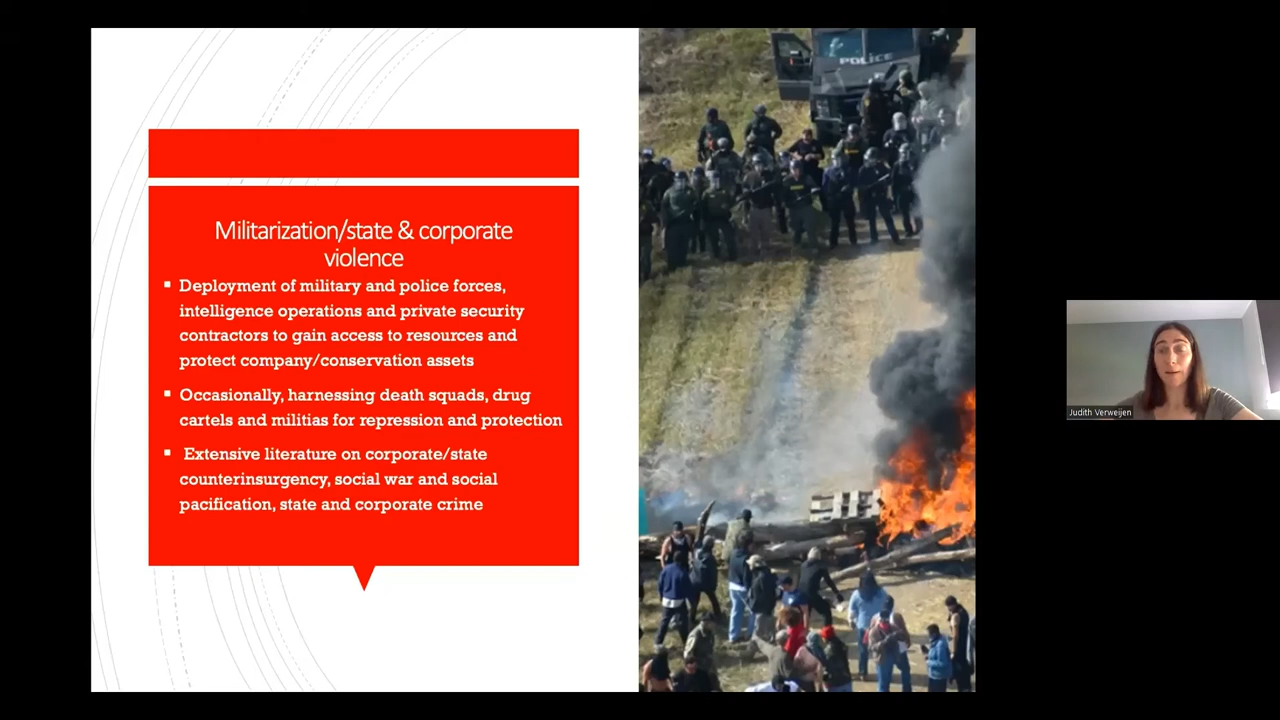 Militarization/state & corporate
violence
▪ Deployment of military and police forces,
intelligence operations and private security
contractors to gain access to resources and
protect company/conservation assets
▪ Occasionally, harnessing death squads, drug
cartels and militias for repression and protection
▪ Extensive literature on corporate/state
counterinsurgency, social war and social
pacification, state and corporate crime
POLICE
Judith Verweijen